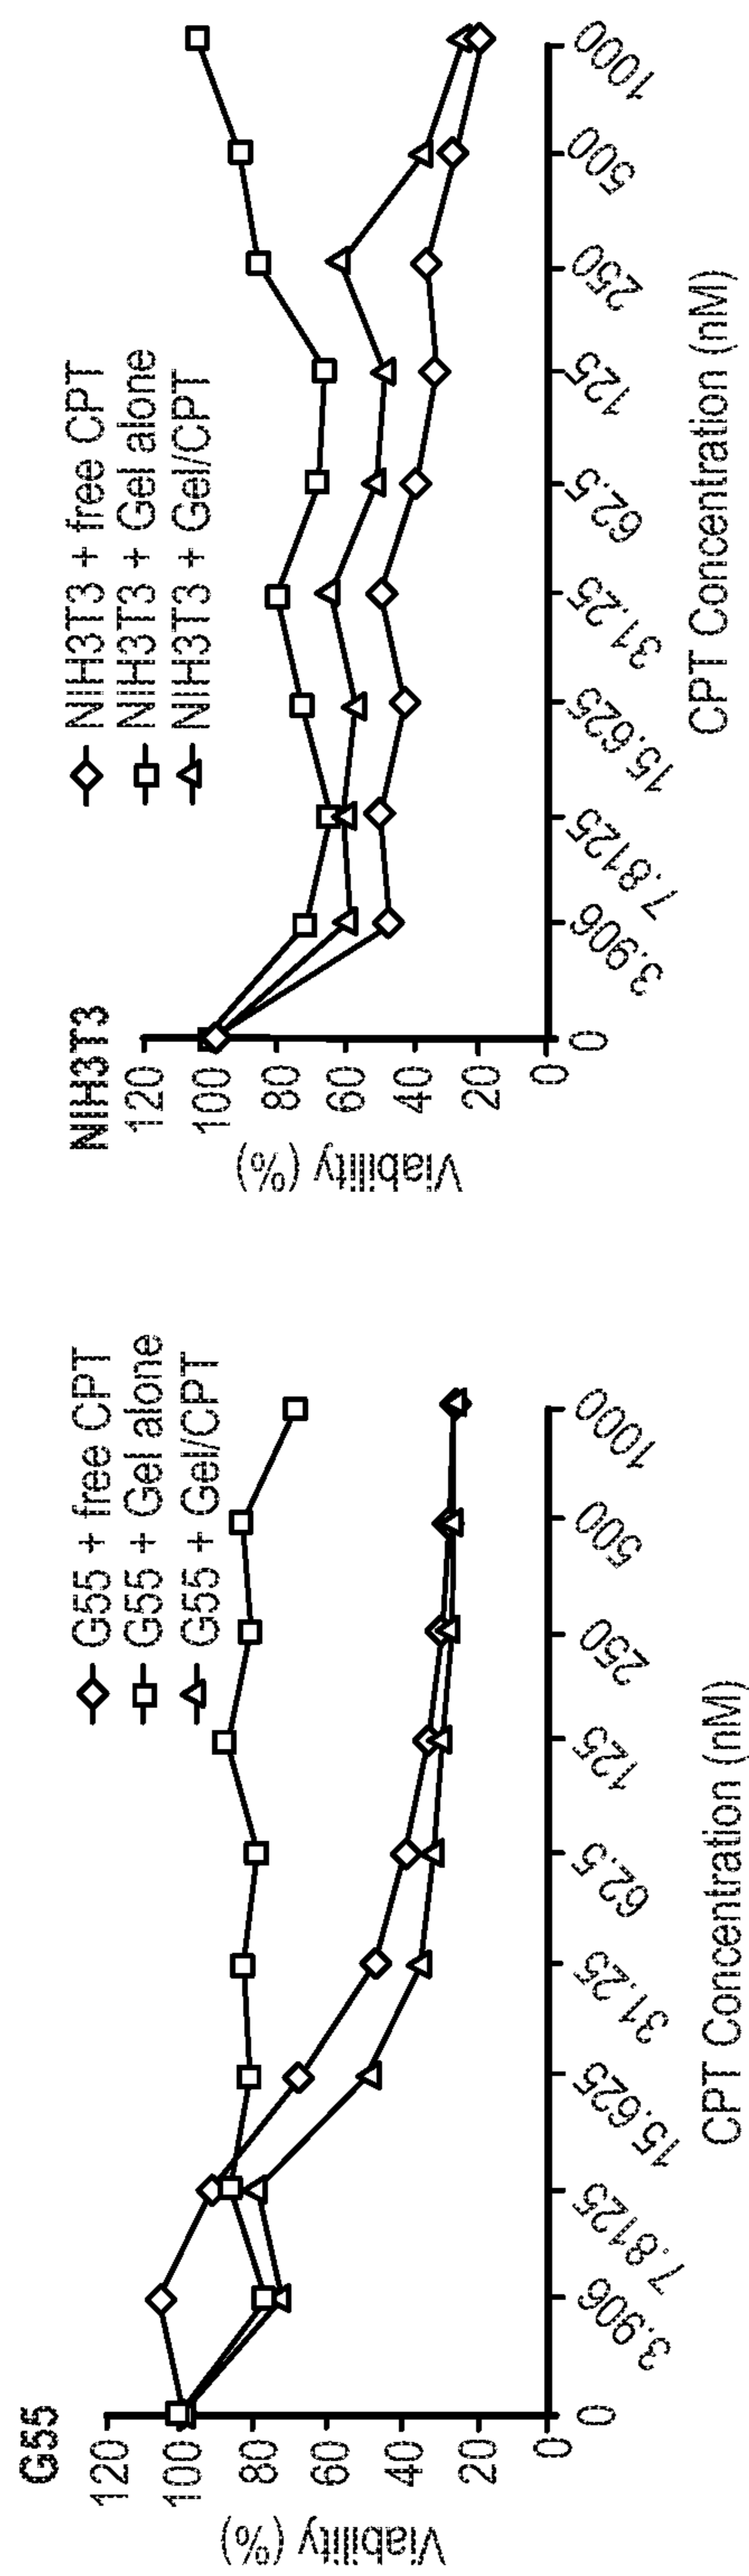 G55
G55 + free CPT
G55 + Gel alone
G55 + Gel/CPT
Viability (%)
120
100
80
60
40
20
0
0
3.906
7.8125
15.625
31.25
62.5
125
250
500
1000
CPT Concentration (nM)
NIH3T3
NIH3T3 + free CPT
NIH3T3 + Gel alone
NIH3T3 + Gel/CPT
Viability (%)
120
100
80
60
40
20
0
0
3.906
7.8125
15.625
31.25
62.5
125
250
500
1000
CPT Concentration (nM)